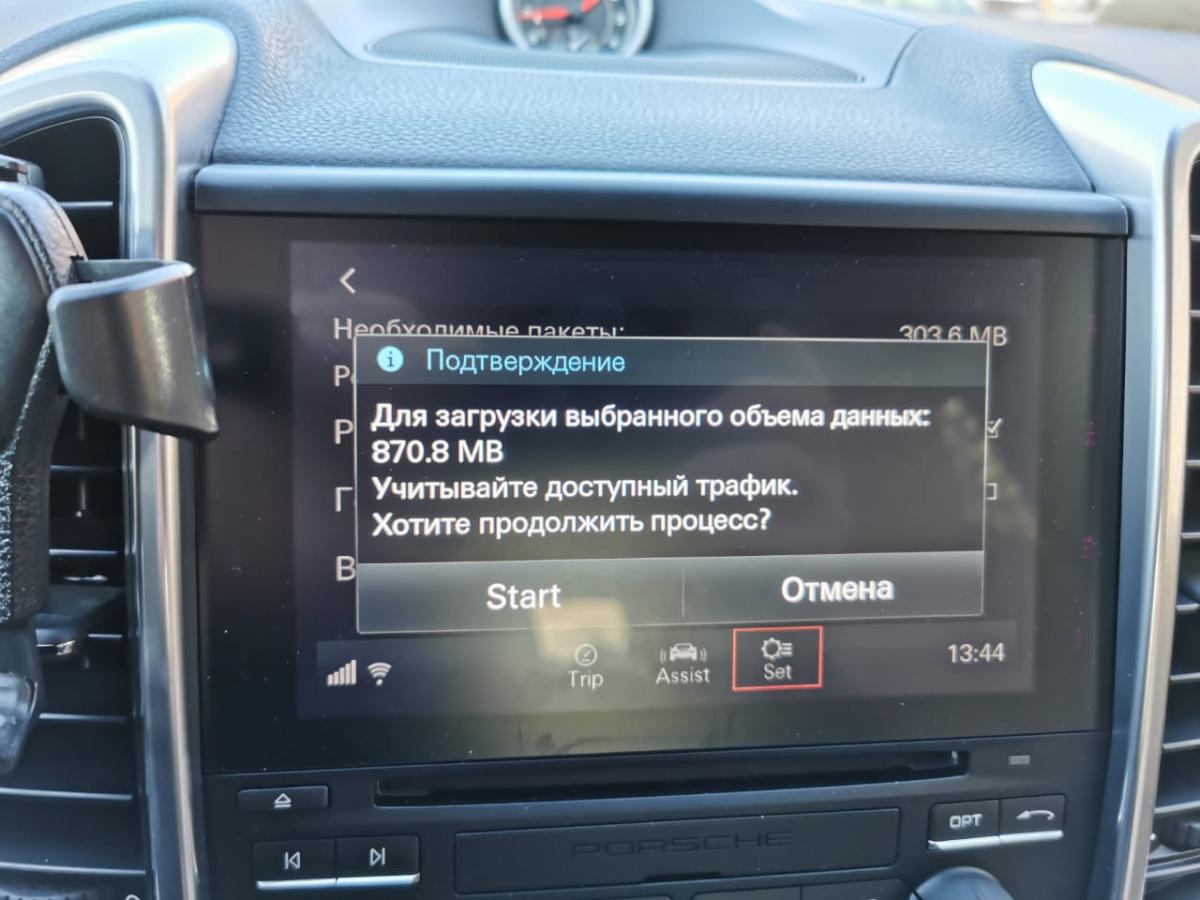 Необходимые пакеты: 303.6 MB
Подтверждение
Для загрузки выбранного объема данных:
870.8 MB
Учитывайте доступный трафик.
Хотите продолжить процесс?
Start Отмена
Trip Assist Set 13:44
OPT
PORSCHE